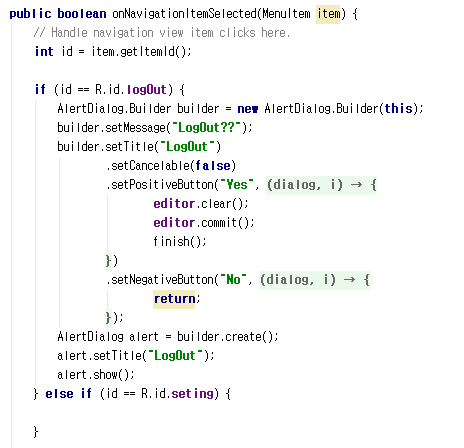 public boolean onNavigationItemSelected(MenuItem item) {
// Handle navigation view item clicks here.
int id = item.getItemId();
if (id == R.id.logOut) {
AlertDialog.Builder builder = new AlertDialog.Builder(this);
builder.setMessage("LogOut??");
builder.setTitle("LogOut")
.setCancelable(false)
.setPositiveButton("Yes", (dialog, i) → {
editor.clear();
editor.commit();
finish();
})
.setNegativeButton("No", (dialog, i) → {
return;
});
AlertDialog alert = builder.create();
alert.setTitle("LogOut");
alert.show();
} else if (id == R.id.seting) {
}